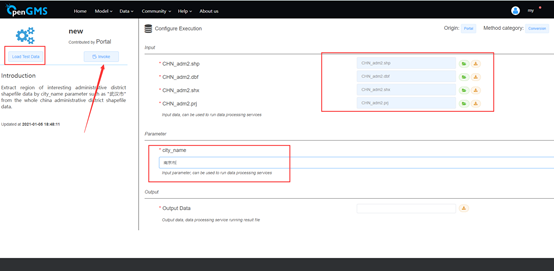 OpenGMS
Home Model Data Community Help About us my
new
Contributed by Portal
Load Test Data
Invoke
Introduction
Extract region of interesting administrative district
shapefile data by city_name parameter such as "武汉市"
from the whole china administrative district shapefile
data.
Updated at 2021-01-05 16:48:11
Configure Execution
Origin: Portal Method category: Conversion
Input
* CHN_adm2.shp CHN_adm2.shp
* CHN_adm2.dbf CHN_adm2.dbf
* CHN_adm2.shx CHN_adm2.shx
* CHN_adm2.prj CHN_adm2.prj
Input data, can be used to run data processing services
Parameter
* city_name
Input parameter, can be used to run data processing services
Output
* Output Data
Output data, data processing service running result file